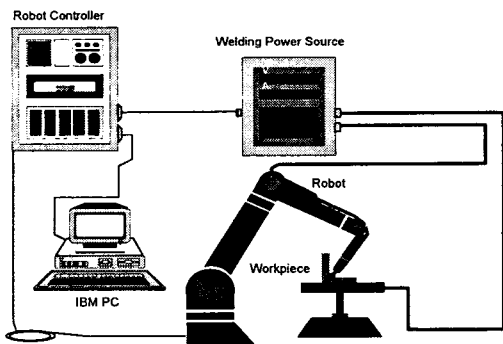 Robot Controller
Welding Power Source
V
A
Robot
Workpiece
IBM PC